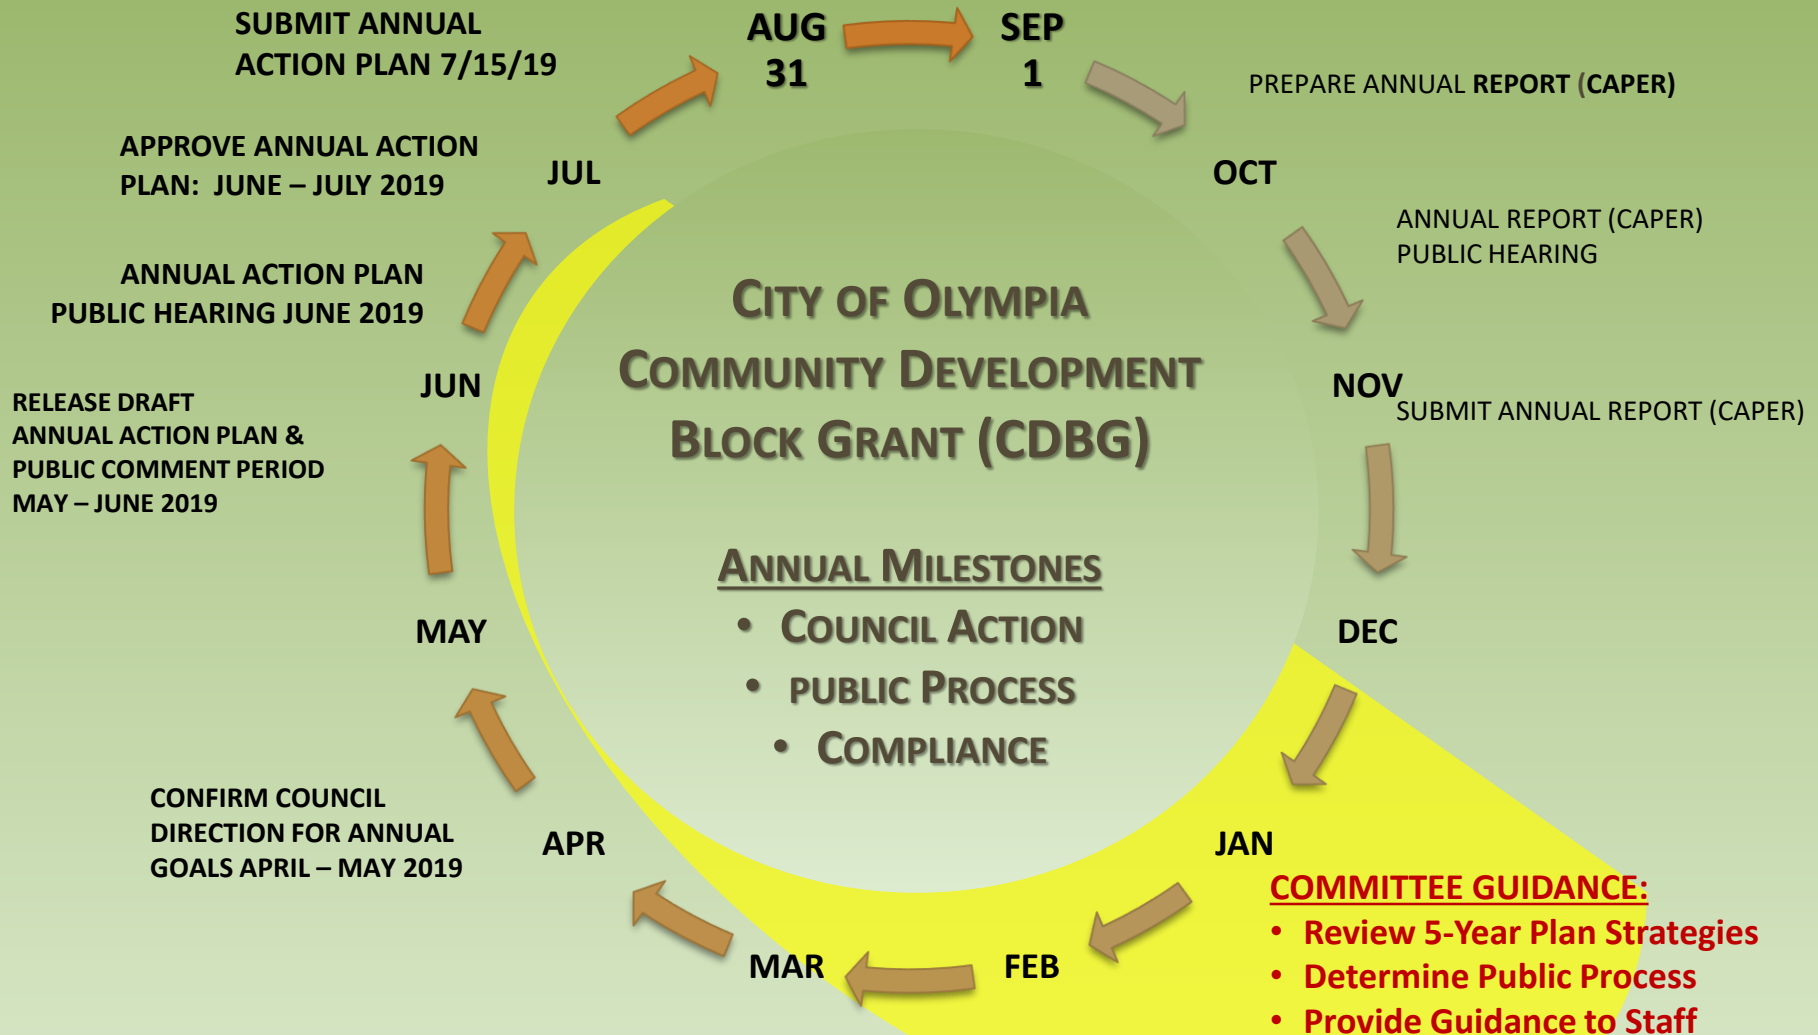 SUBMIT ANNUAL
ACTION PLAN 7/15/19
AUG
31
SEP
1
PREPARE ANNUAL REPORT (CAPER)
OCT
ANNUAL REPORT (CAPER)
PUBLIC HEARING
NOV
SUBMIT ANNUAL REPORT (CAPER)
DEC
JAN
COMMITTEE GUIDANCE:
• Review 5-Year Plan Strategies
• Determine Public Process
• Provide Guidance to Staff
FEB
MAR
APR
CONFIRM COUNCIL
DIRECTION FOR ANNUAL
GOALS APRIL – MAY 2019
MAY
RELEASE DRAFT
ANNUAL ACTION PLAN &
PUBLIC COMMENT PERIOD
MAY – JUNE 2019
JUN
ANNUAL ACTION PLAN
PUBLIC HEARING JUNE 2019
APPROVE ANNUAL ACTION
PLAN: JUNE – JULY 2019
JUL
CITY OF OLYMPIA
COMMUNITY DEVELOPMENT
BLOCK GRANT (CDBG)
ANNUAL MILESTONES
• COUNCIL ACTION
• PUBLIC PROCESS
• COMPLIANCE